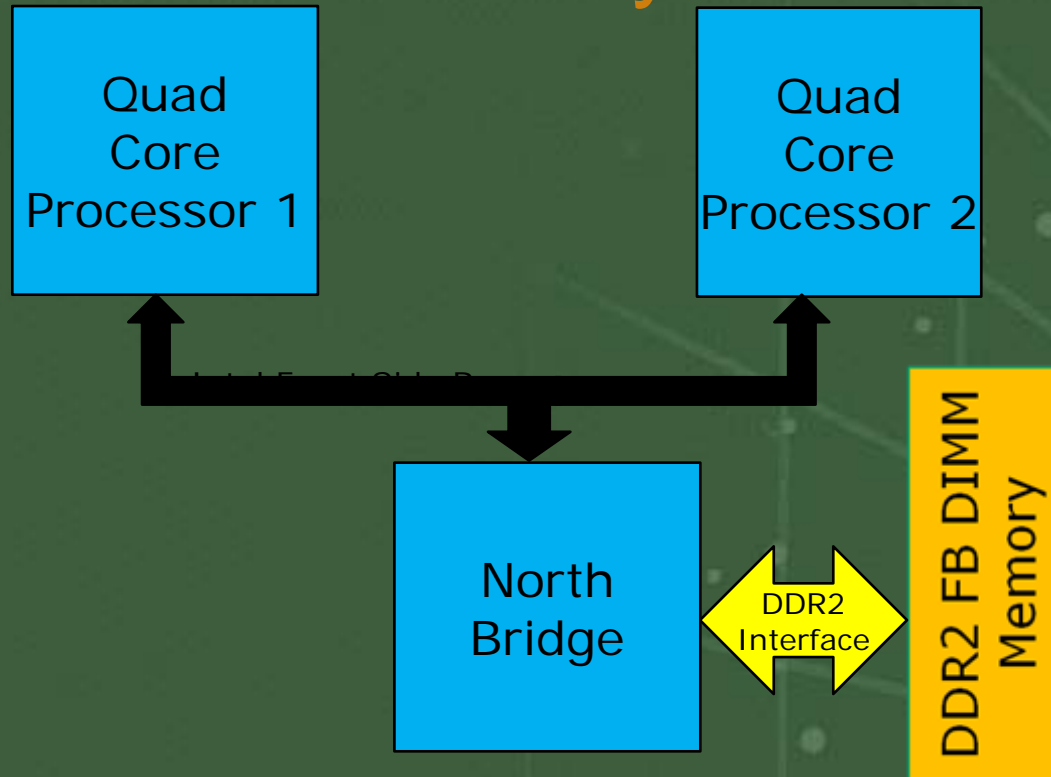 Quad
Core
Processor 1
Quad
Core
Processor 2
North
Bridge
DDR2
Interface
DDR2 FB DIMM
Memory